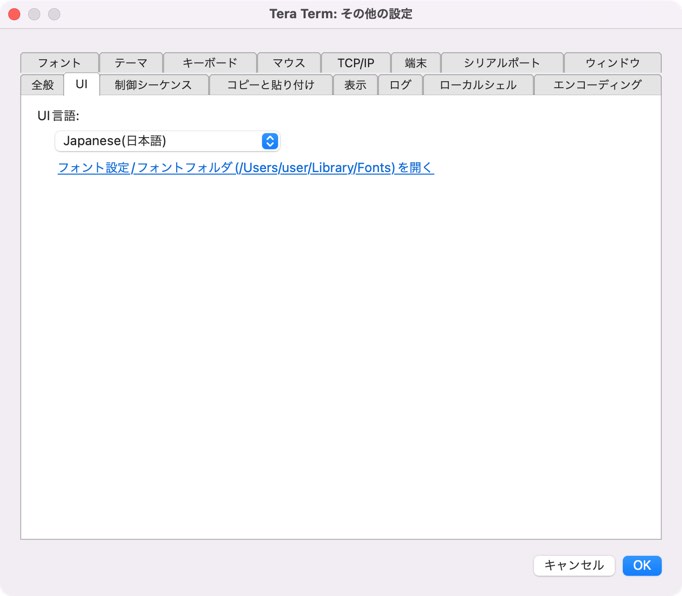 Tera Term: その他の設定
フォント テーマ キーボード マウス TCP/IP 端末 シリアルポート ウィンドウ
全般 UI 制御シーケンス コピーと貼り付け 表示 ログ ローカルシェル エンコーディング
UI言語:
Japanese(日本語)
フォント設定/フォントフォルダ(/Users/user/Library/Fonts)を開く
キャンセル OK